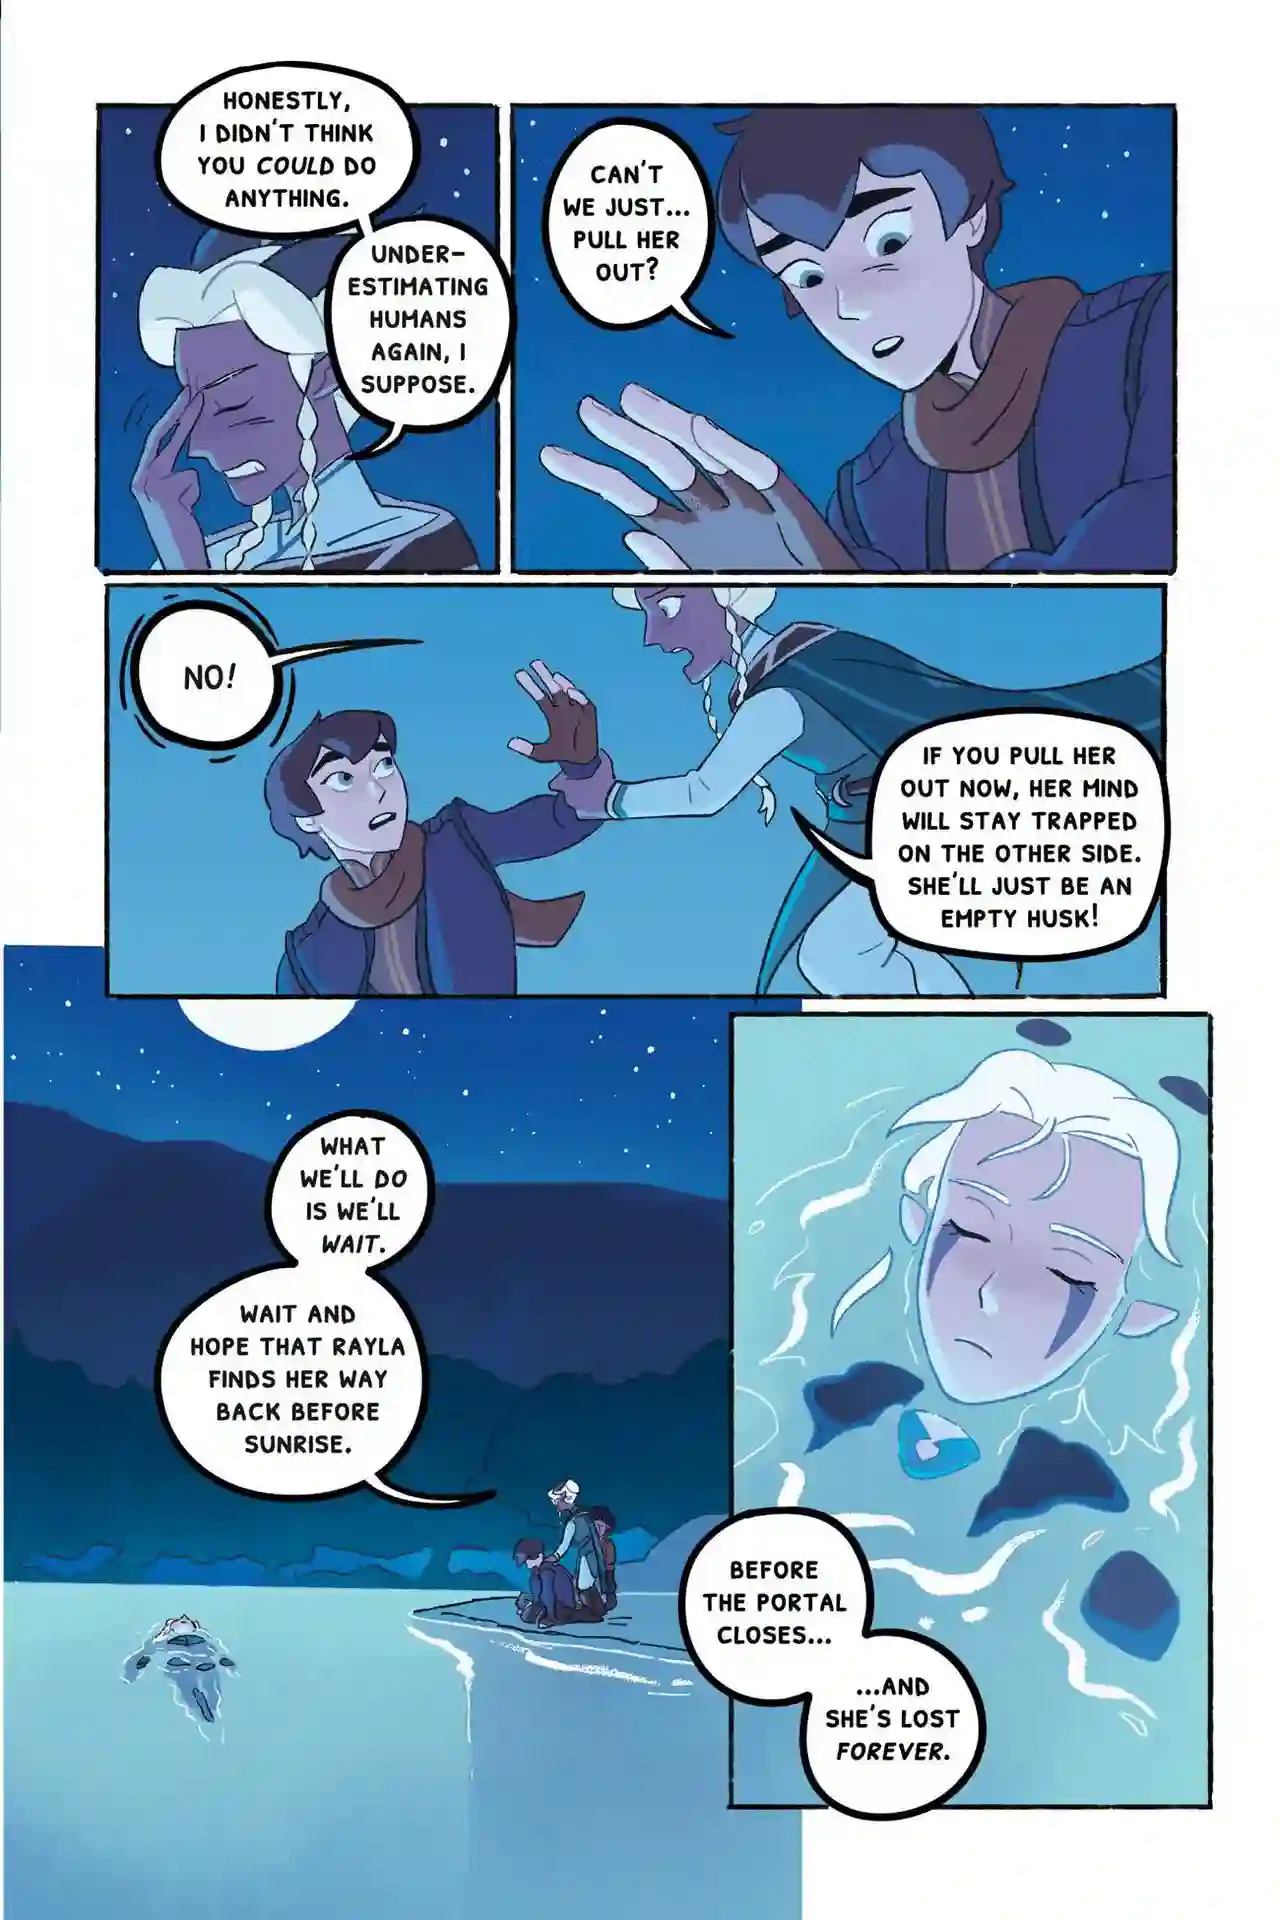 HONESTLY,
I DIDN'T THINK
YOU COULD DO
ANYTHING.
UNDER-
ESTIMATING
HUMANS
AGAIN, I
SUPPOSE.
CAN'T
WE JUST...
PULL HER
OUT?
NO!
IF YOU PULL HER
OUT NOW, HER MIND
WILL STAY TRAPPED
ON THE OTHER SIDE.
SHE'LL JUST BE AN
EMPTY HUSK!
WHAT
WE'LL DO
IS WE'LL
WAIT.
WAIT AND
HOPE THAT RAYLA
FINDS HER WAY
BACK BEFORE
SUNRISE.
BEFORE
THE PORTAL
CLOSES...
...AND
SHE'S LOST
FOREVER.